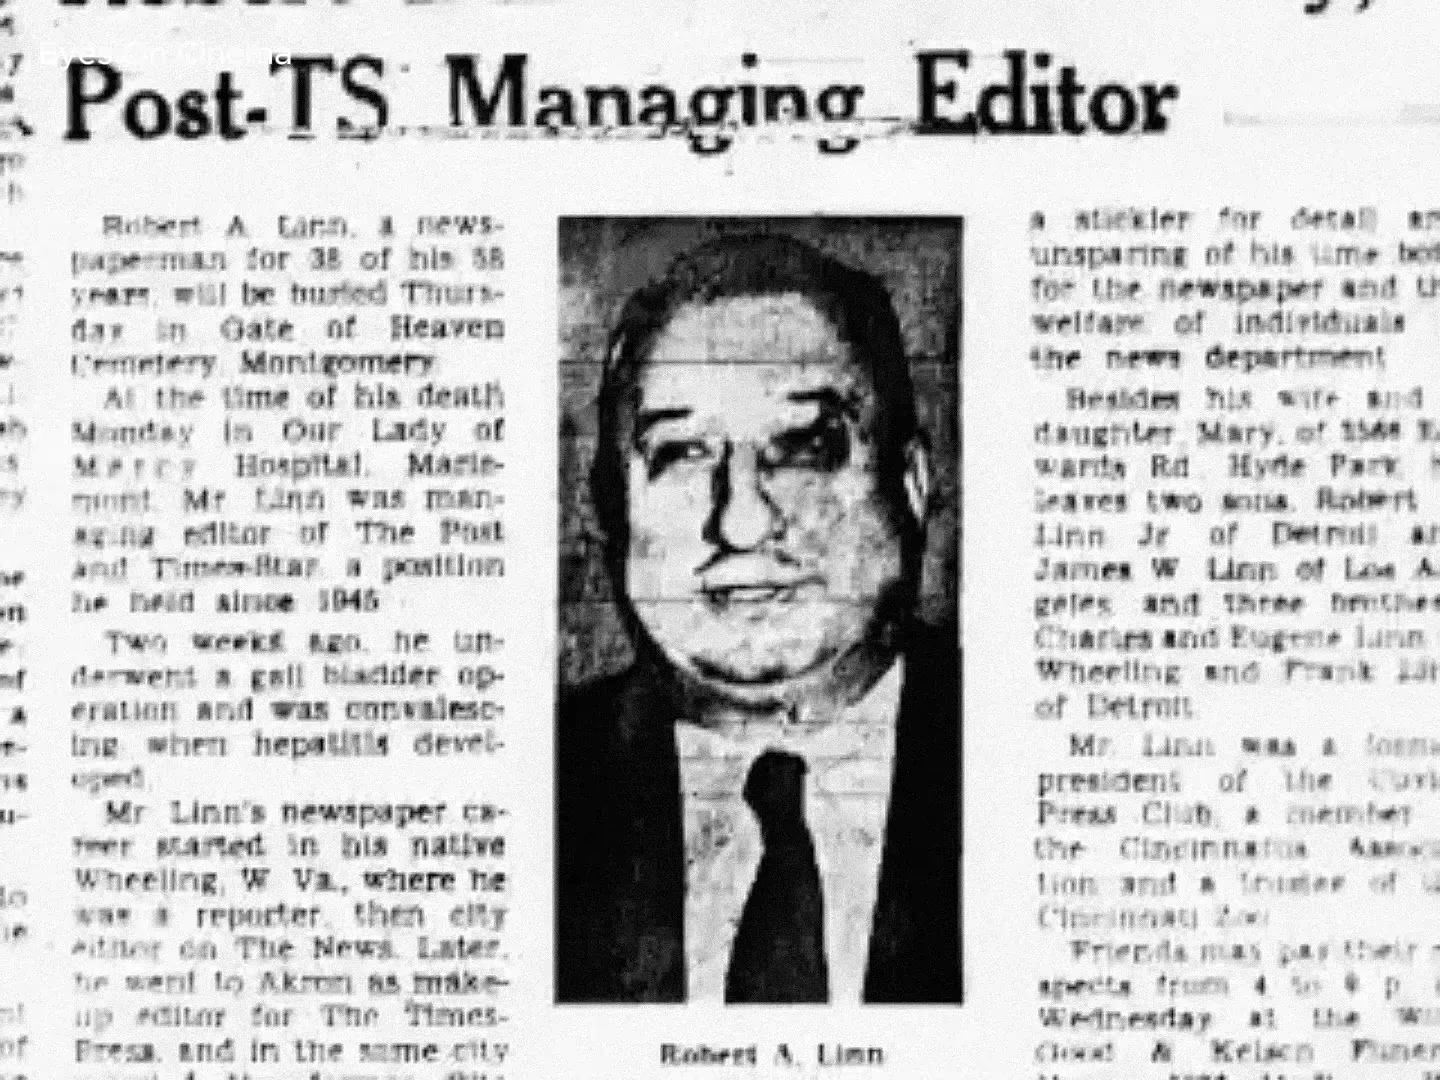 Eyes On Cinema
Post-TS Managing Editor
Robert A. Linn, a news-
paperman for 38 of his 58
years, will be buried Thurs-
day in Gate of Heaven
Cemetery, Montgomery.
At the time of his death
Monday in Our Lady of
Mercy Hospital, Marie-
mont, Mr. Linn was man-
aging editor of The Post
and Times-Star, a position
he held since 1945.
Two weeks ago, he un-
derwent a gall bladder op-
eration and was convalesc-
ing when hepatitis devel-
oped.
Mr. Linn's newspaper ca-
reer started in his native
Wheeling, W. Va., where he
was a reporter, then city
editor on The News. Later,
he went to Akron as make-
up editor for The Times-
Press, and in the same city
Robert A. Linn
a stickler for detail
unsparing of his time
for the newspaper and
welfare of individuals
the news department.
Besides his wife and
daughter, Mary, of
Rd., Hyde Park,
leaves two sons, Robert
Linn Jr. of Detroit
James W. Linn of Los
geles and three
Charles and Eugene Linn
Wheeling and Frank
of Detroit.
Mr. Linn was a
president of the
Press Club, a member
the Cincinnatus
tion and a trustee of
Cincinnati Zoo.
Friends may pay their
spects from 4 to 9 p.
Wednesday at the
Good & Kelsch